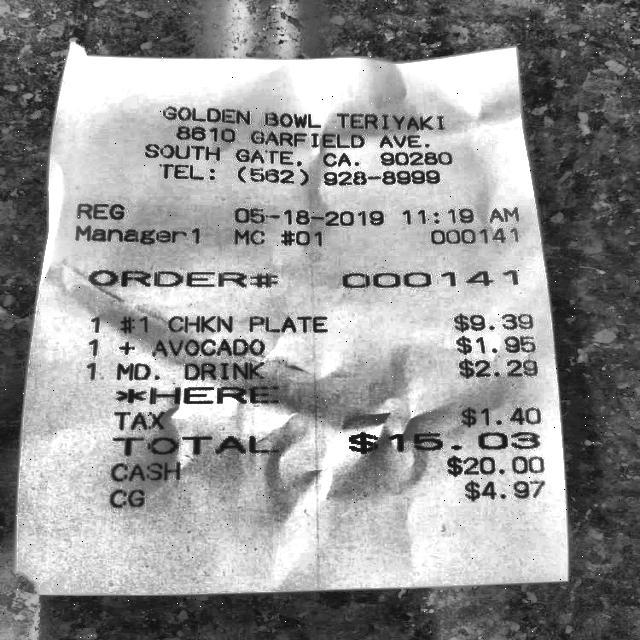 GOLDEN BOWL TERIYAKI
8610 GARFIELD AVE.
SOUTH GATE, CA. 90280
TEL: (562) 928-8999
REG 05-18-2019 11:19 AM
Manager1 MC #01 000141
ORDER# 000141
1 #1 CHKN PLATE $9.39
1 + AVOCADO $1.95
1 MD. DRINK $2.29
*HERE
TAX $1.40
TOTAL $15.03
CASH $20.00
CG $4.97